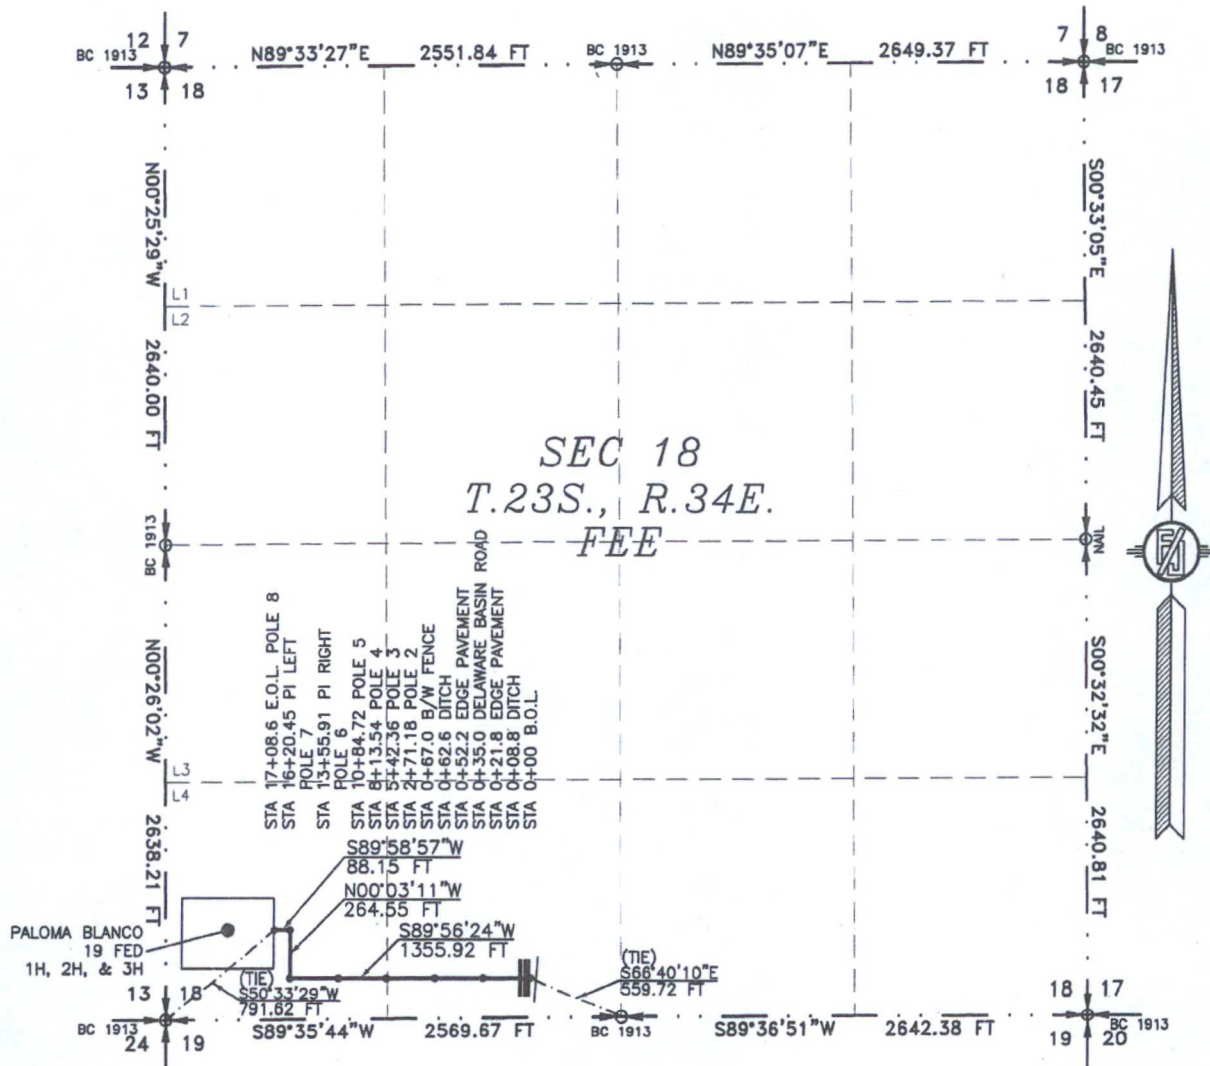 12 7
BC 1913
13 18
N89°33'27"E 2551.84 FT
BC 1913
N89°35'07"E 2649.37 FT
7 8
BC 1913
18 17
N00°25'29"W 2640.00 FT
S00°33'05"E 2640.45 FT
L1
L2
SEC 18
T.23S., R.34E.
FEE
BC 1913
N00°26'02"W 2638.21 FT
S00°32'32"E 2640.81 FT
L3
L4
STA 17+08.6 E.O.L. POLE 8
STA 16+20.45 PI LEFT
POLE 7
STA 13+55.91 PI RIGHT
POLE 6
STA 10+84.72 POLE 5
STA 8+13.54 POLE 4
STA 5+42.36 POLE 3
STA 2+71.18 POLE 2
STA 0+67.0 B/W FENCE
STA 0+62.6 DITCH
STA 0+52.2 EDGE PAVEMENT
STA 0+35.0 DELAWARE BASIN ROAD
STA 0+21.8 EDGE PAVEMENT
STA 0+08.8 DITCH
STA 0+00 B.O.L.
S89°58'57"W
88.15 FT
N00°03'11"W
264.55 FT
S89°56'24"W
1355.92 FT
PALOMA BLANCO
19 FED
1H, 2H, & 3H
(TIE)
S50°33'29"W
791.62 FT
(TIE)
S66°40'10"E
559.72 FT
13 18
BC 1913
24 19
S89°35'44"W 2569.67 FT
BC 1913
S89°36'51"W 2642.38 FT
18 17
BC 1913
19 20